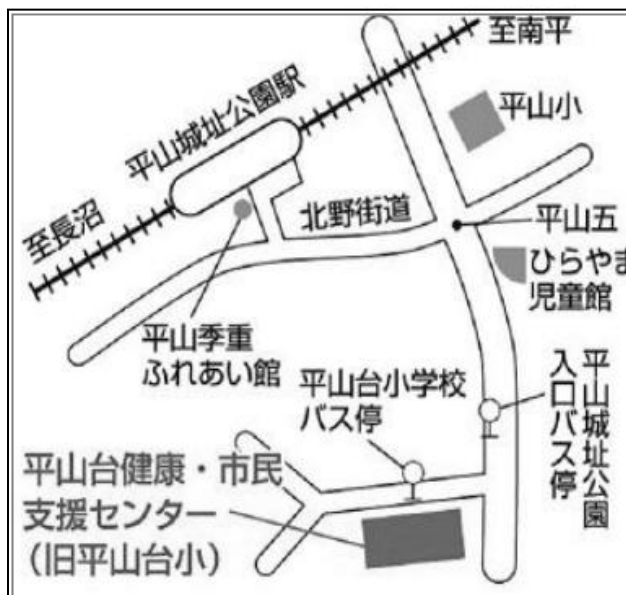 至南平
平山城址公園駅
平山小
北野街道
至長沼
平山五
ひらやま
児童館
平山季重
ふれあい館
平山台小学校
バス停
平山城址公園
入口バス停
平山台健康・市民
支援センター
（旧平山台小）